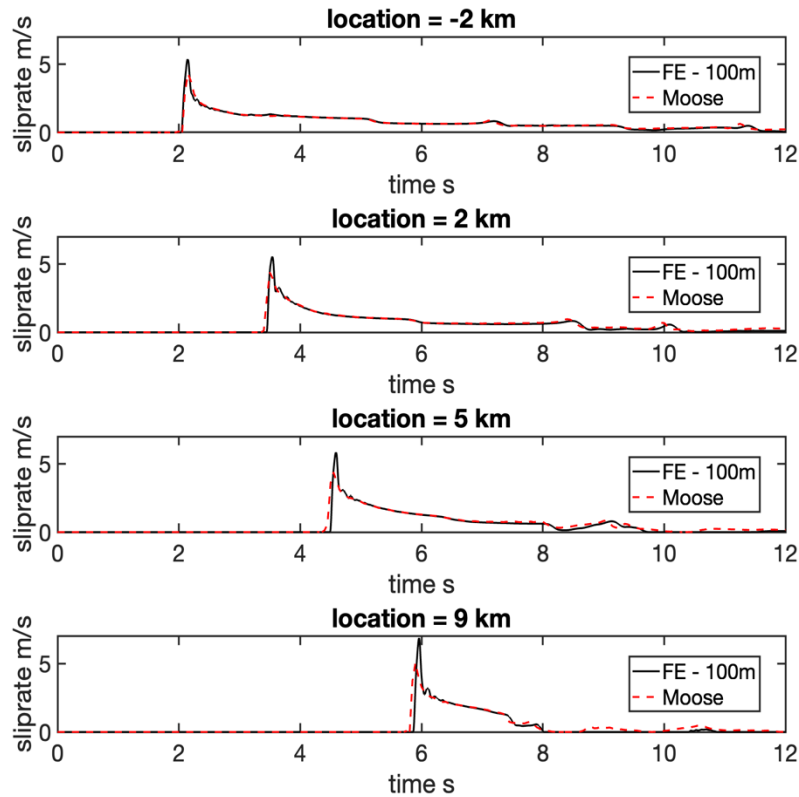 location = -2 km
sliprate m/s
5
0
FE - 100m
Moose
0 2 4 6 8 10 12
time s
location = 2 km
sliprate m/s
5
0
FE - 100m
Moose
0 2 4 6 8 10 12
time s
location = 5 km
sliprate m/s
5
0
FE - 100m
Moose
0 2 4 6 8 10 12
time s
location = 9 km
sliprate m/s
5
0
FE - 100m
Moose
0 2 4 6 8 10 12
time s